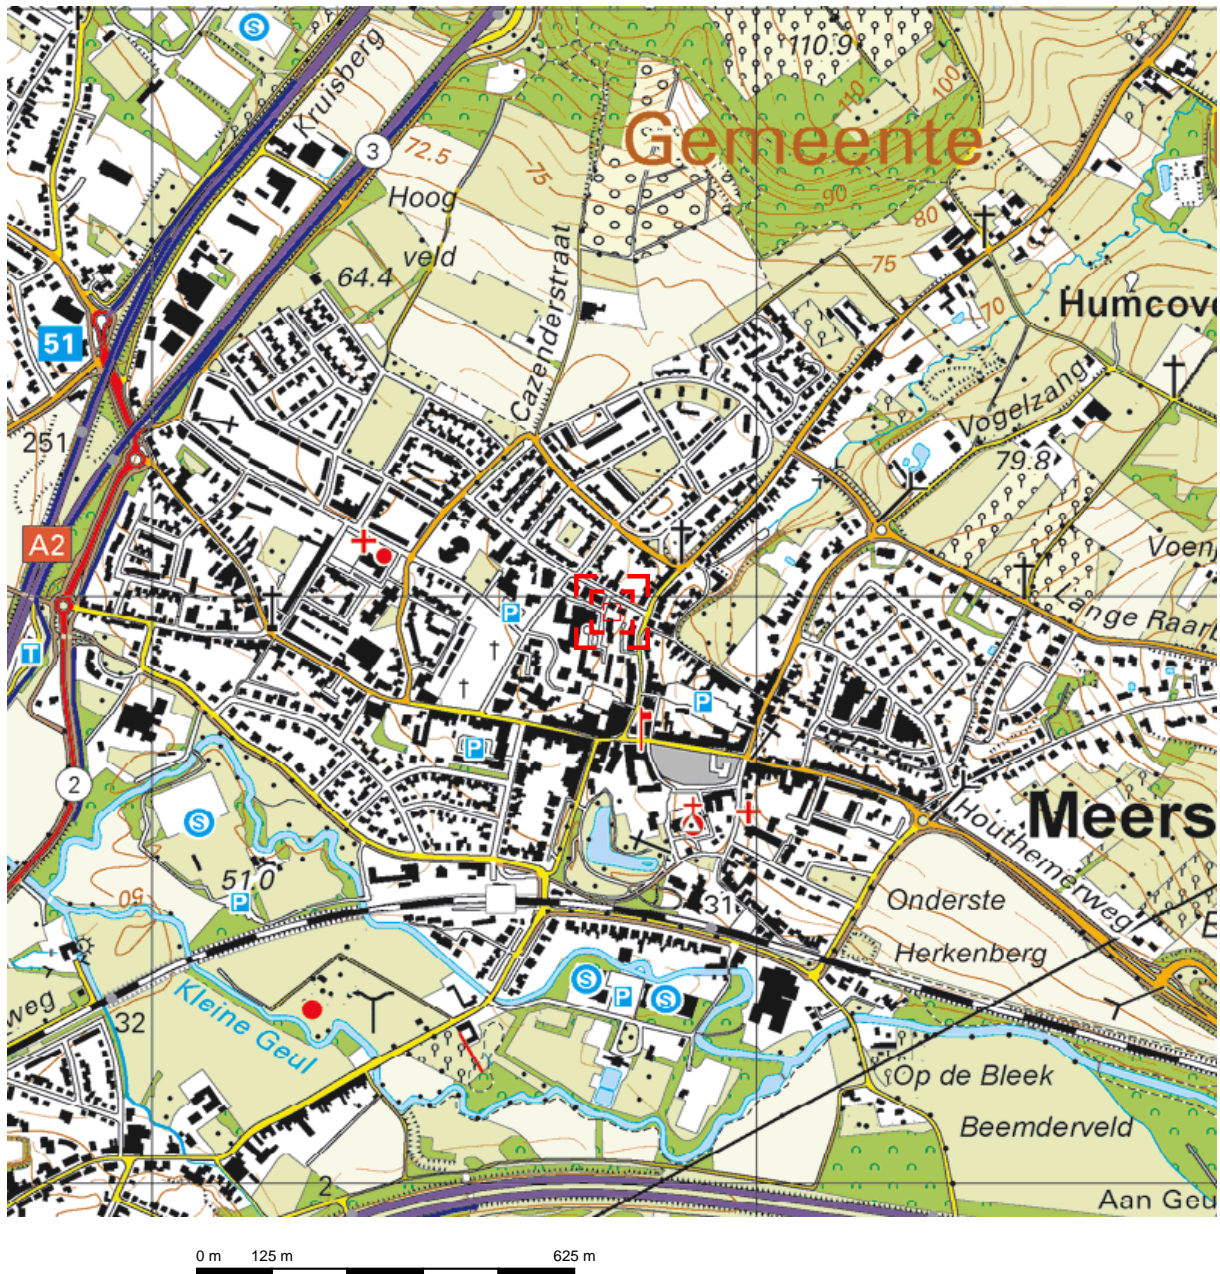 S
110.9
Kruisberg
110
100
Gemeente
3
72.5
75
Hoog
90
80
veld
64.4
75
Cazenderstraat
70
Humcove
51
Vogelzang
251
79.8
A2
Voen
P
Lange Raarb
T
P
P
2
Meers
S
Houthemerweg
51.0
50
P
31
Onderste
Herkenberg
S
P
S
weg
Kleine Geul
32
Op de Bleek
Beemderveld
2
Aan Geu
0 m 125 m 625 m